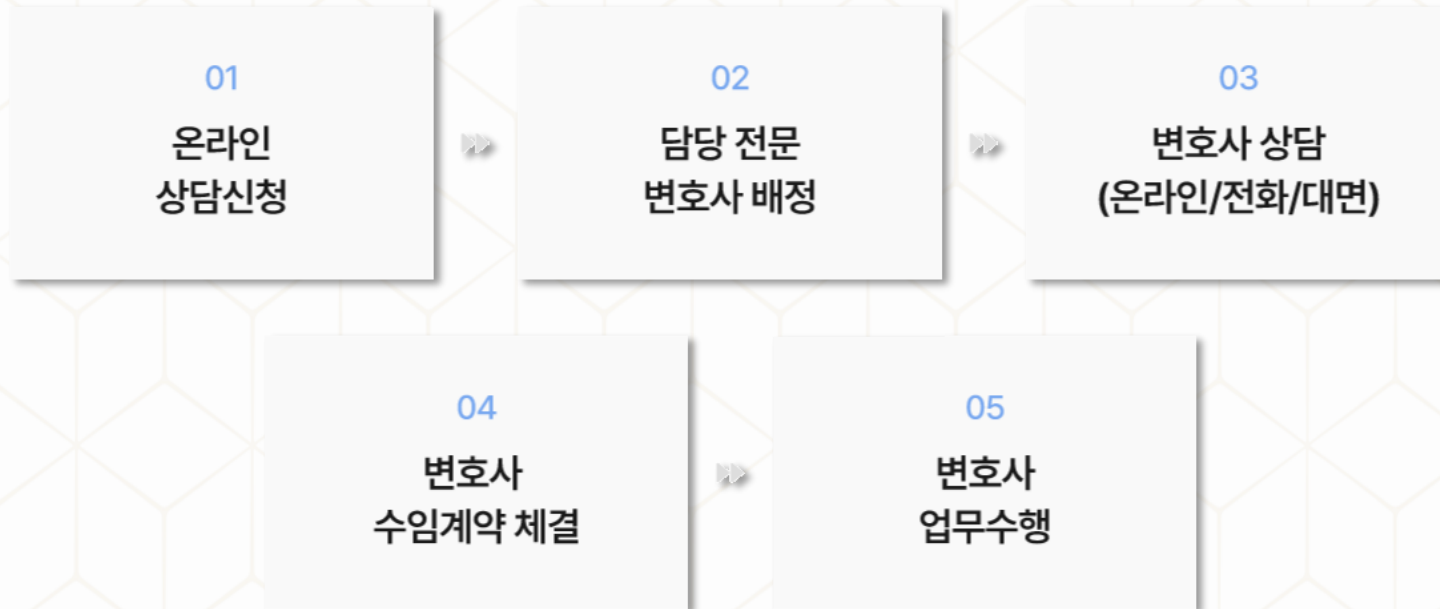 01
온라인
상담신청
02
담당 전문
변호사 배정
03
변호사 상담
(온라인/전화/대면)
04
변호사
수임계약 체결
05
변호사
업무수행